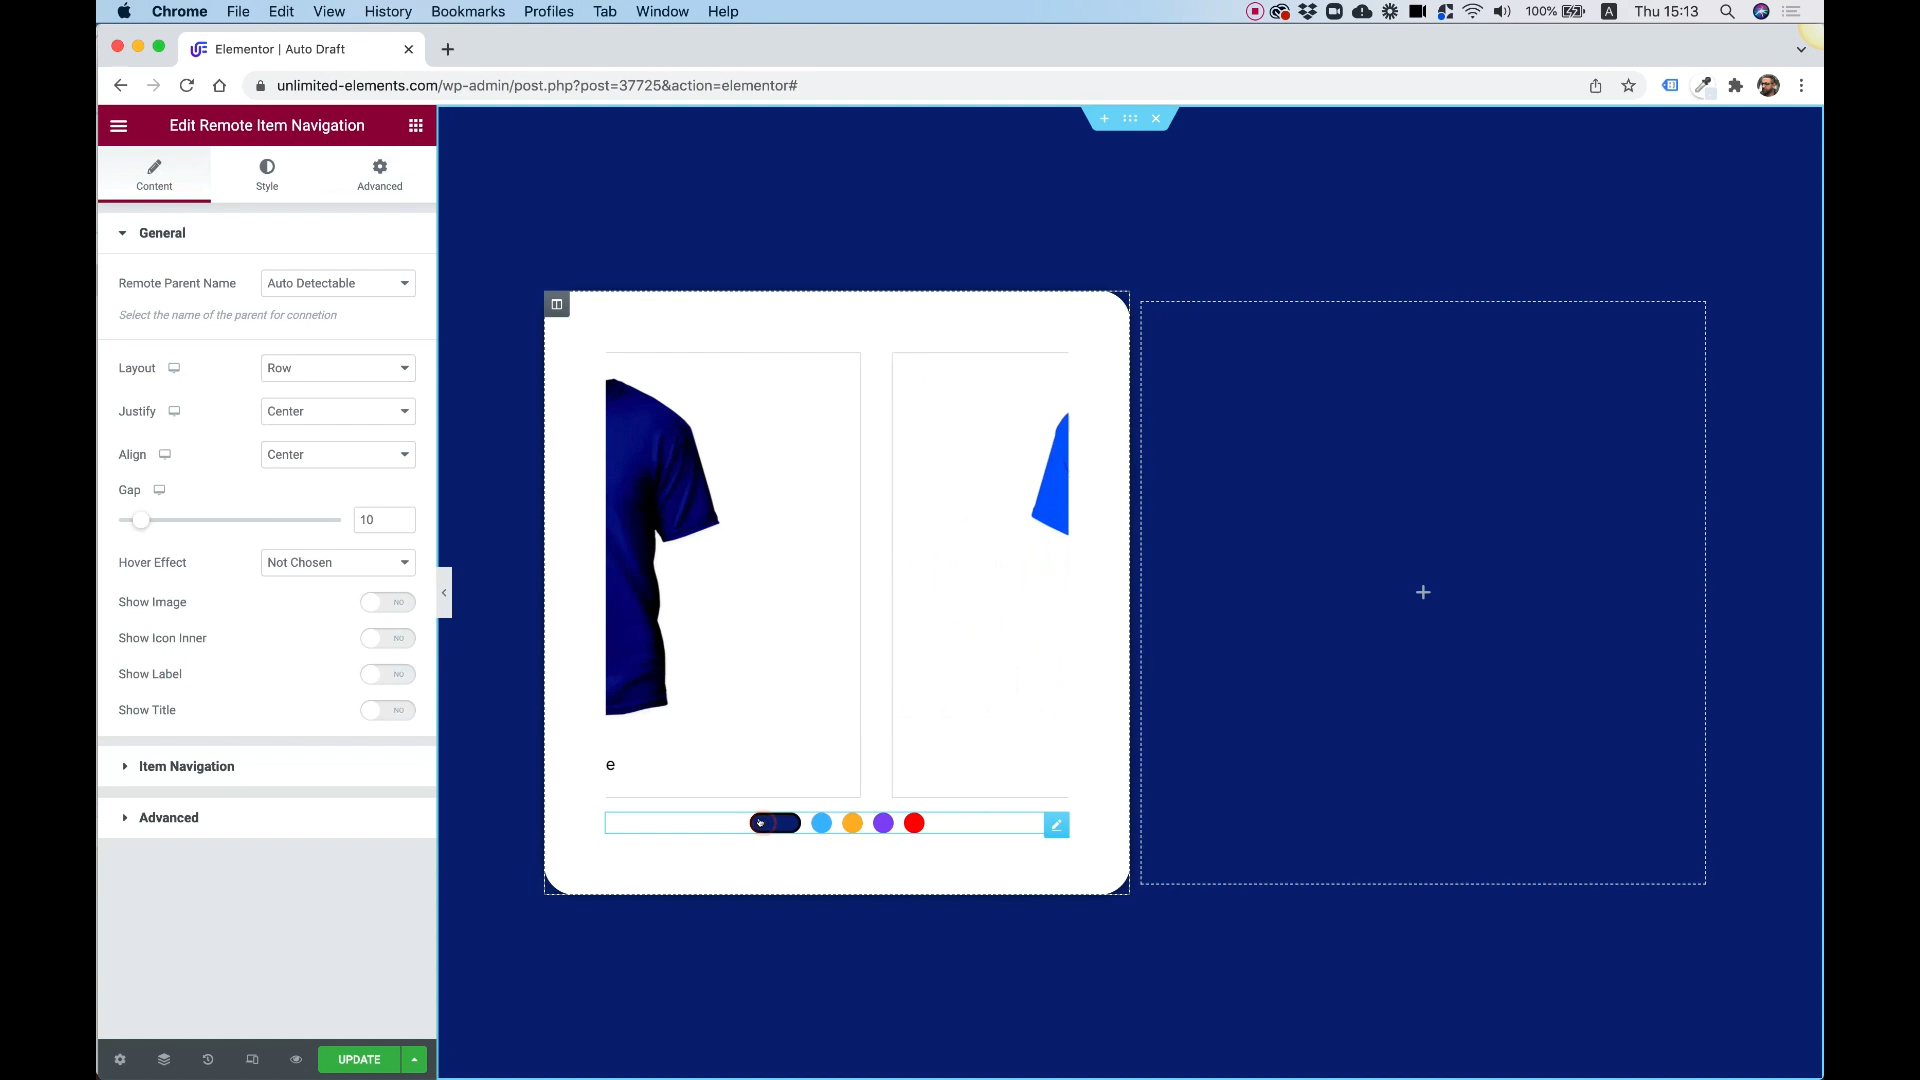 Chrome File Edit View History Bookmarks Profiles Tab Window Help 100% A Thu 15:13
Elementor | Auto Draft
unlimited-elements.com/wp-admin/post.php?post=37725&action=elementor#
Edit Remote Item Navigation
Content Style Advanced
General
Remote Parent Name Auto Detectable
Select the name of the parent for connetion
Layout Row
Justify Center
Align Center
Gap
10
Hover Effect Not Chosen
Show Image NO
Show Icon Inner NO
Show Label NO
Show Title NO
Item Navigation
Advanced
UPDATE
e